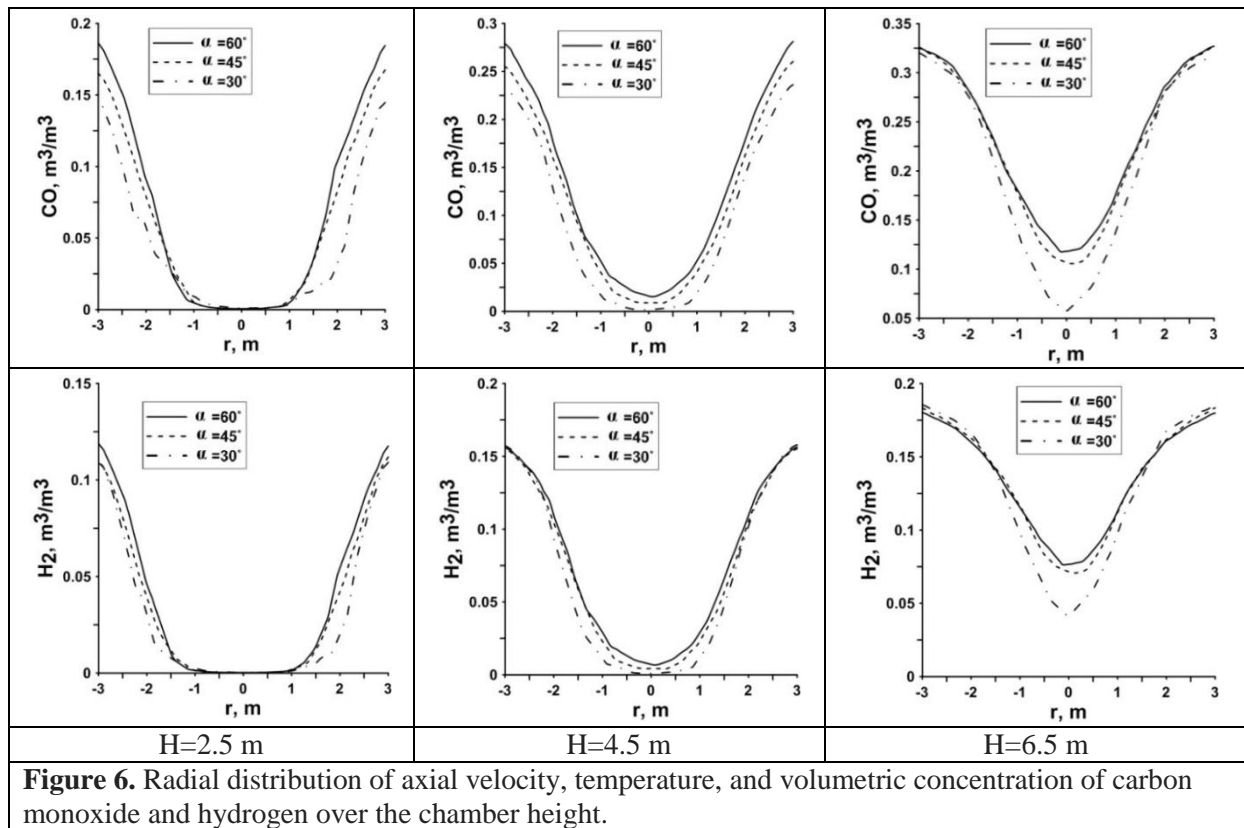 0.2
0.15
0.1
0.05
0
CO, m³/m³
α =60°
α =45°
α =30°
-3 -2 -1 0 1 2 3
r, m
0.3
0.25
0.2
0.15
0.1
0.05
0
CO, m³/m³
α =60°
α =45°
α =30°
-3 -2 -1 0 1 2 3
r, m
0.35
0.3
0.25
0.2
0.15
0.1
0.05
CO, m³/m³
α =60°
α =45°
α =30°
-3 -2 -1 0 1 2 3
r, m
0.15
0.1
0.05
0
H₂, m³/m³
α =60°
α =45°
α =30°
-3 -2 -1 0 1 2 3
r, m
0.2
0.15
0.1
0.05
0
H₂, m³/m³
α =60°
α =45°
α =30°
-3 -2 -1 0 1 2 3
r, m
0.2
0.15
0.1
0.05
0
H₂, m³/m³
α =60°
α =45°
α =30°
-3 -2 -1 0 1 2 3
r, m
H=2.5 m
H=4.5 m
H=6.5 m
Figure 6. Radial distribution of axial velocity, temperature, and volumetric concentration of carbon
monoxide and hydrogen over the chamber height.